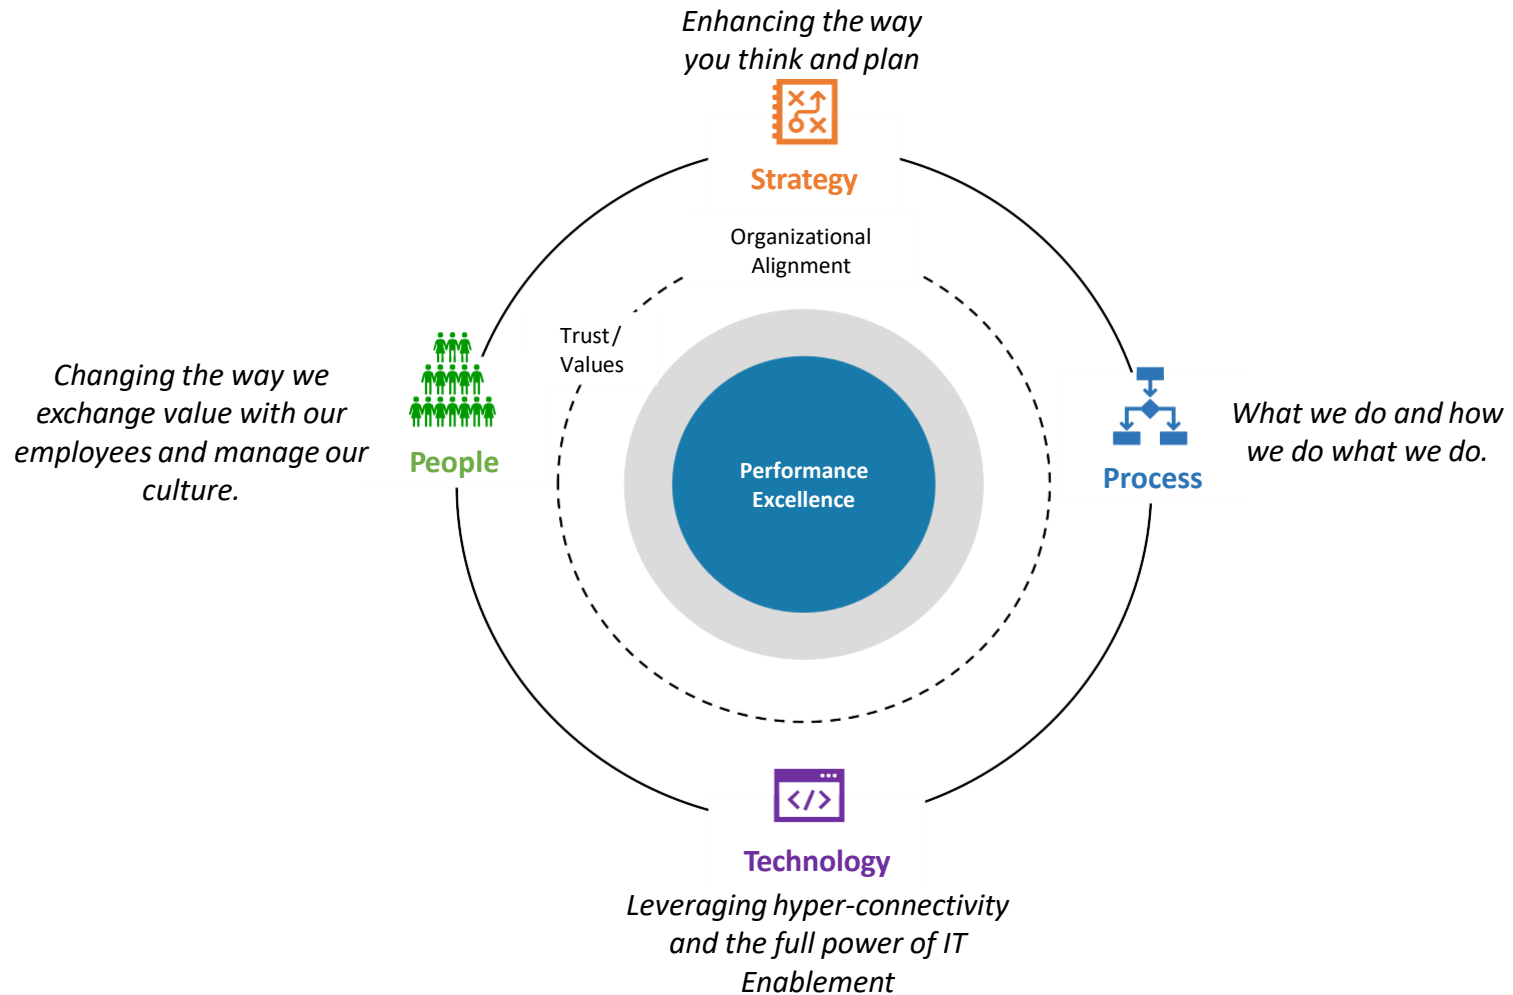 Enhancing the way
you think and plan
Strategy
Organizational
Alignment
Trust/
Values
Changing the way we
exchange value with our
employees and manage our
culture.
People
Performance
Excellence
Process
What we do and how
we do what we do.
</>
Technology
Leveraging hyper-connectivity
and the full power of IT
Enablement